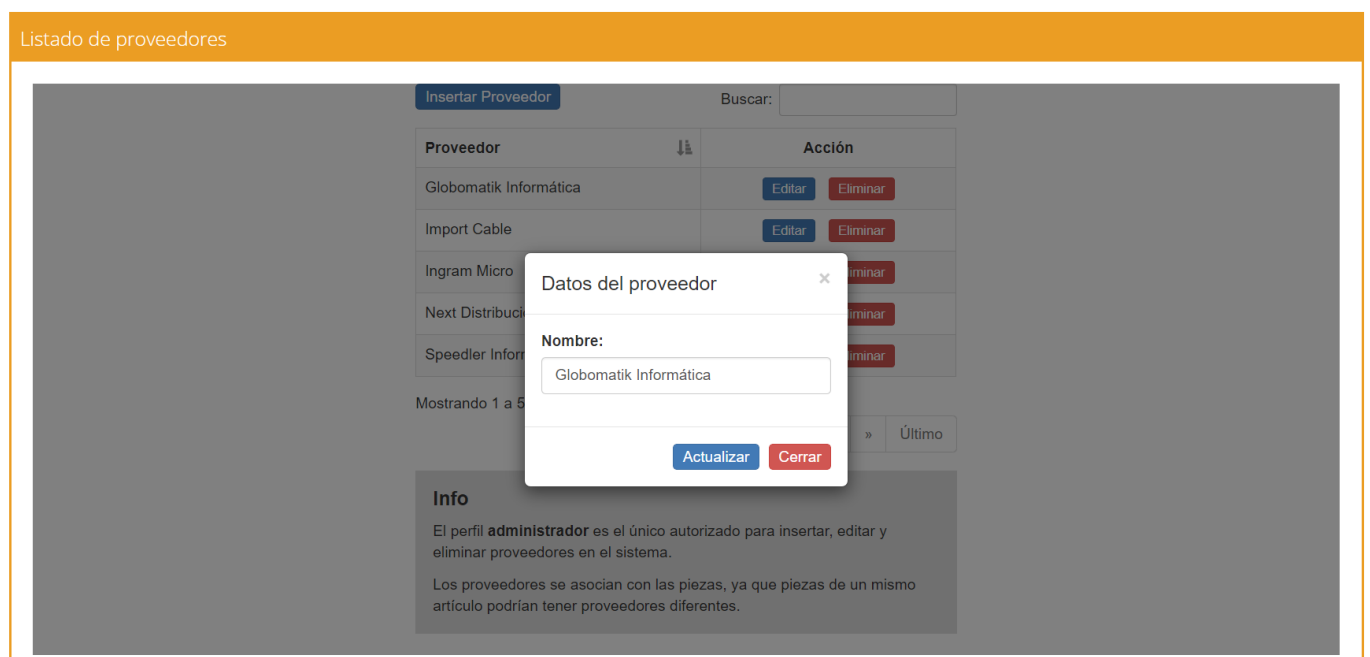 Listado de proveedores
Insertar Proveedor
Buscar:
Proveedor
Acción
Globomatik Informática
Editar
Eliminar
Import Cable
Editar
Eliminar
Ingram Micro
Next
Speedler
Mostrando 1 a 5
Datos del proveedor
×
Nombre:
Globomatik Informática
Actualizar
Cerrar
»
Último
Info
El perfil administrador es el único autorizado para insertar, editar y
eliminar proveedores en el sistema.
Los proveedores se asocian con las piezas, ya que piezas de un mismo
artículo podrían tener proveedores diferentes.